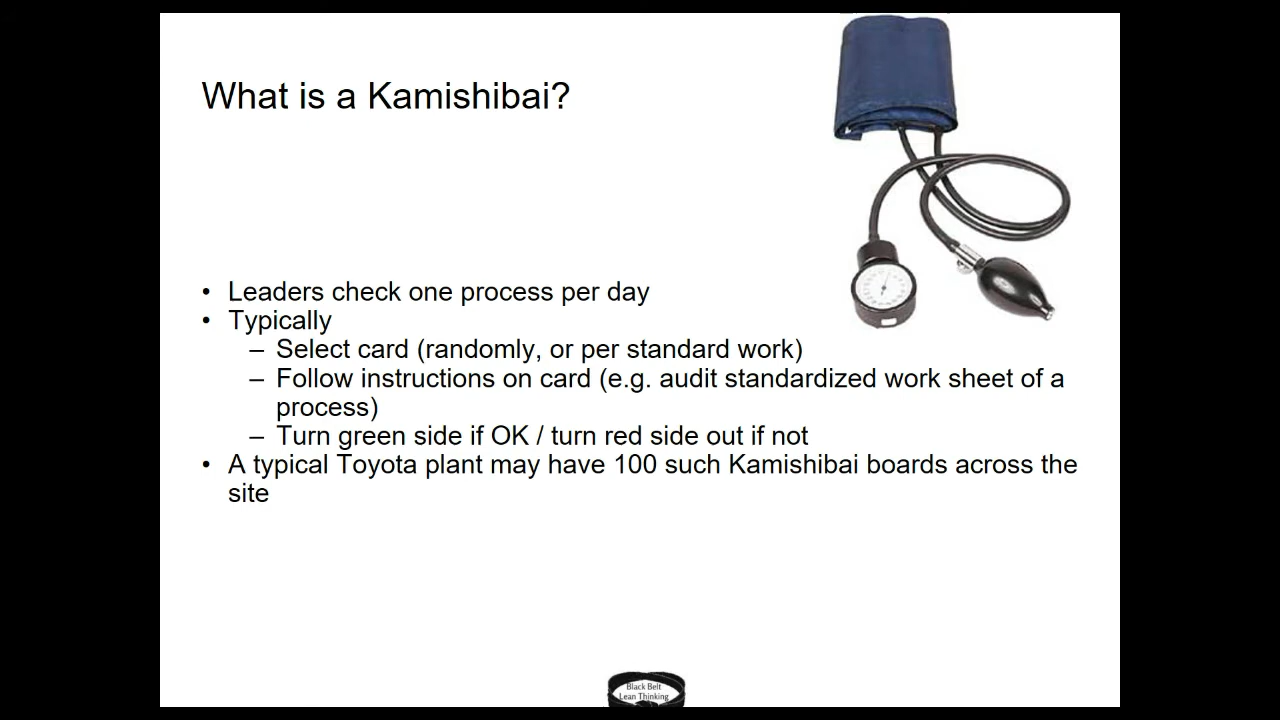 What is a Kamishibai?
• Leaders check one process per day
• Typically
– Select card (randomly, or per standard work)
– Follow instructions on card (e.g. audit standardized work sheet of a
process)
– Turn green side if OK / turn red side out if not
• A typical Toyota plant may have 100 such Kamishibai boards across the
site
Black Belt
Lean Thinking